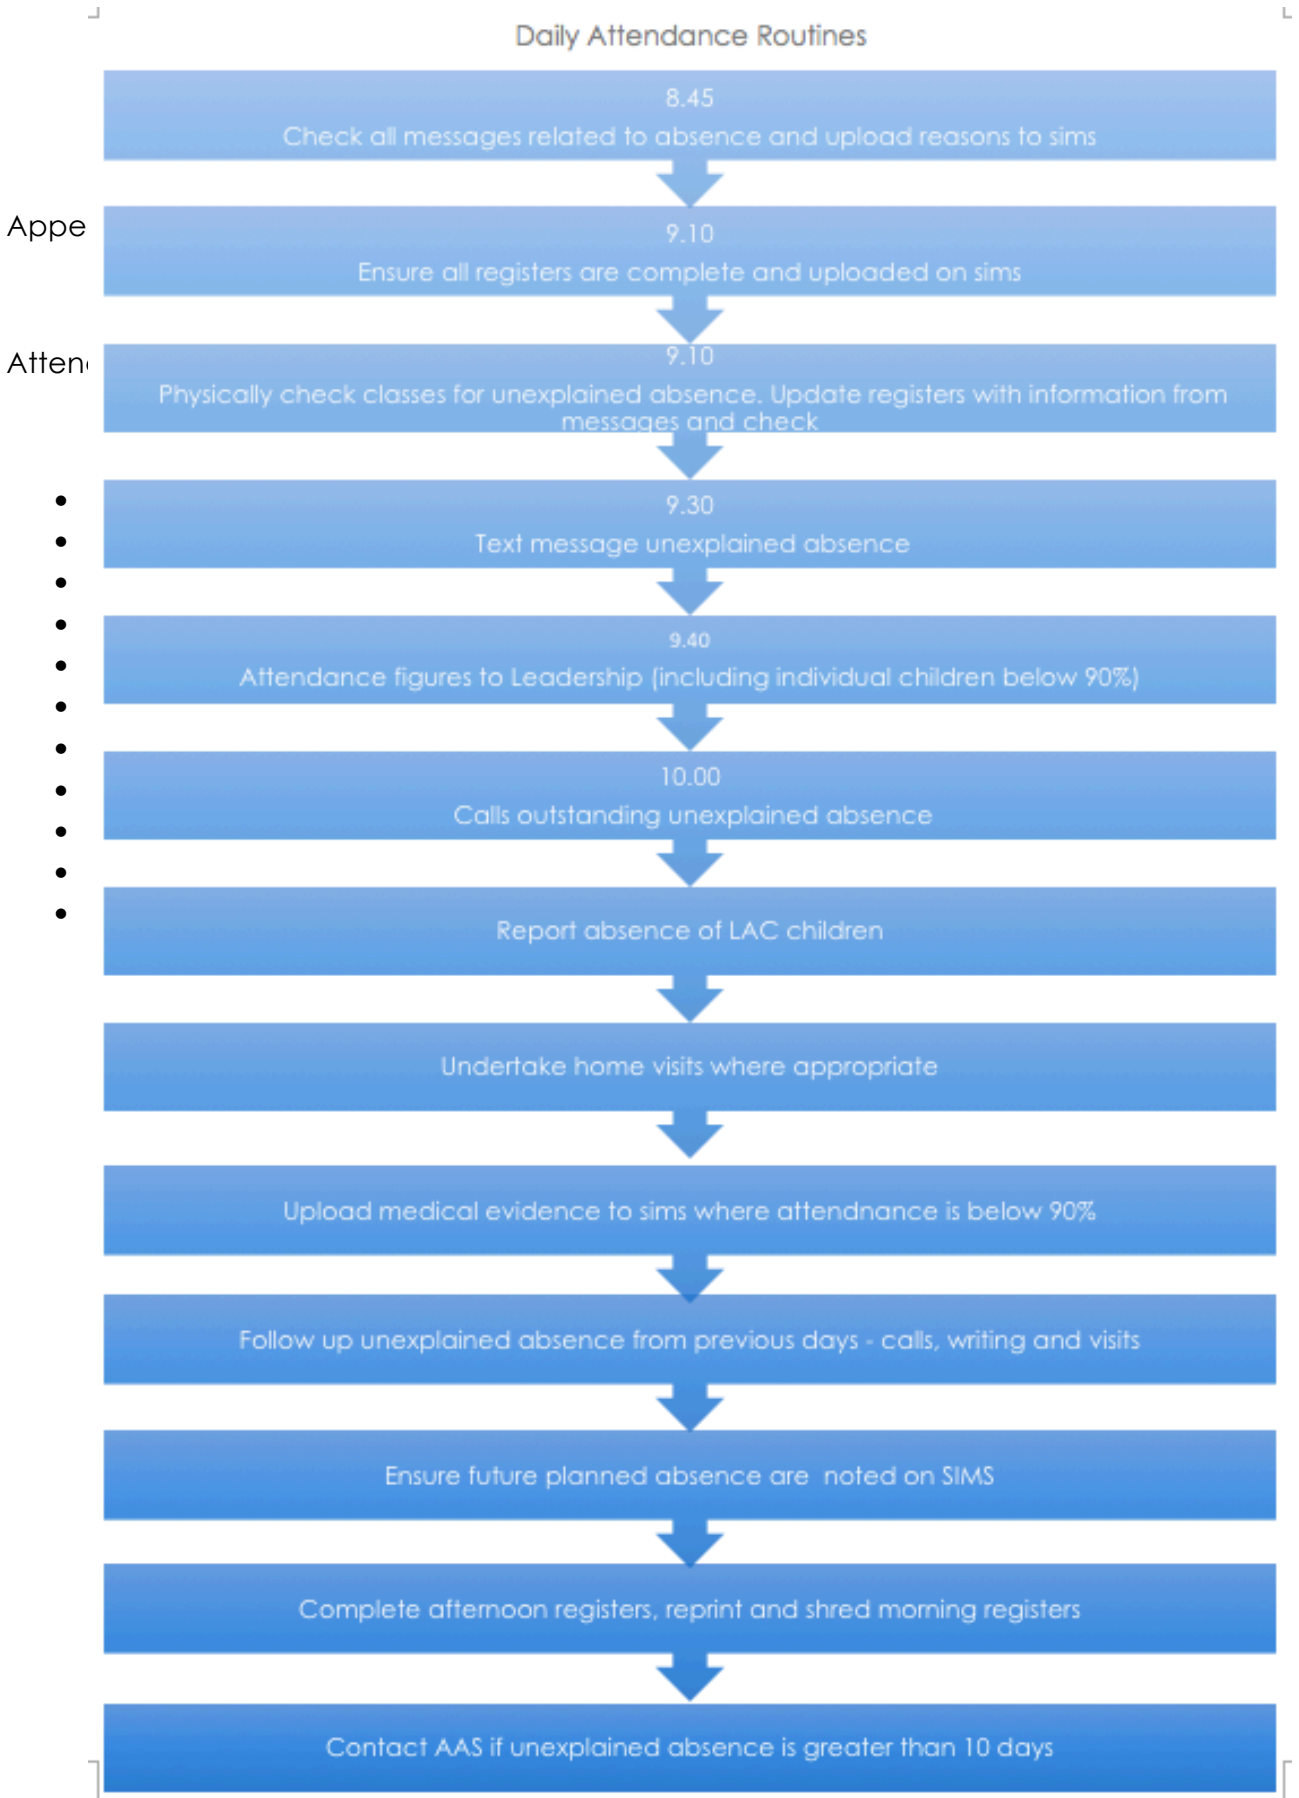 Daily Attendance Routines
8.45
Check all messages related to absence and upload reasons to sims
Appe
9.10
Ensure all registers are complete and uploaded on sims
9.10
Atten
Physically check classes for unexplained absence. Update registers with information from
messages and check
9.30
Text message unexplained absence
9.40
Attendance figures to Leadership (including individual children below 90%)
10.00
Calls outstanding unexplained absence
Report absence of LAC children
Undertake home visits where appropriate
Upload medical evidence to sims where attendnance is below 90%
Follow up unexplained absence from previous days - calls, writing and visits
Ensure future planned absence are  noted on SIMS
Complete afternoon registers, reprint and shred morning registers
Contact AAS if unexplained absence is greater than 10 days